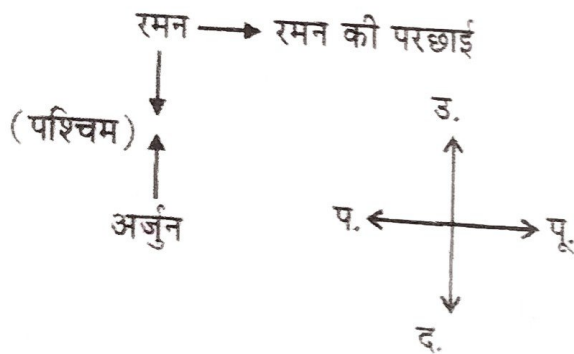 रमन → रमन की परछाई
(पश्चिम)
अर्जुन
उ.
प. पू.
द.